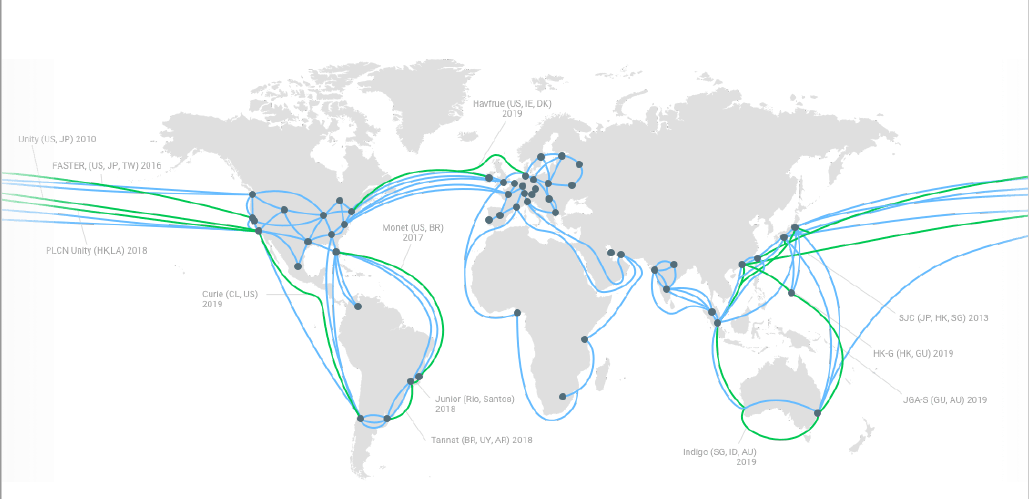 Havfrue (US, IE, DK)
2019
Unity (US, JP) 2010
FASTER, (US, JP, TW) 2016
Monet (US, BR)
2017
PLCN Unity (HK,LA) 2018
Curie (CL, US)
2019
SJC (JP, HK, SG) 2013
HK-G (HK, GU) 2019
Junior (Rio, Santos)
2018
JGA-S (GU, AU) 2019
Tannat (BR, UY, AR) 2018
Indigo (SG, ID, AU)
2019